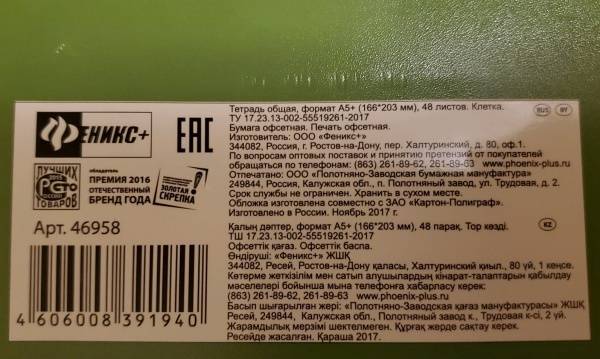 ФЕНИКС+
EAC
ЛУЧШИХ
PGТО
ТОВАРОВ
обладатель
ПРЕМИЯ 2016
ОТЕЧЕСТВЕННЫЙ
БРЕНД ГОДА
ЗОЛОТАЯ
СКРЕПКА
Арт. 46958
4 606008 391940
Тетрадь общая, формат А5+ (166*203 мм), 48 листов. Клетка.
ТУ 17.23.13-002-55519261-2017
Бумага офсетная. Печать офсетная.
Изготовитель: ООО «Феникс+»
344082, Россия, г. Ростов-на-Дону, пер. Халтуринский, д. 80, оф.1.
По вопросам оптовых поставок и принятию претензий от покупателей
обращаться по телефонам: (863) 261-89-62, 261-89-63 www.phoenix-plus.ru
Отпечатано: ООО «Полотняно-Заводская бумажная мануфактура»
249844, Россия, Калужская обл., п. Полотняный завод, ул. Трудовая, д. 2.
Срок службы не ограничен. Хранить в сухом месте.
Обложка изготовлена совместно с ЗАО «Картон-Полиграф».
Изготовлено в России. Ноябрь 2017 г.
RUS BY
Қалың дәптер, формат А5+ (166*203 мм), 48 парақ. Тор көзді.
ТШ 17.23.13-002-55519261-2017
Офсеттік қағаз. Офсеттік баспа.
Өндіруші: «Феникс+» ЖШҚ
344082, Ресей, Ростов-на-Дону қаласы, Халтуринский қиыл., 80 үй, 1 кеңсе.
Көтерме жеткізілім мен сатып алушылардың кінарат-талаптарын қабылдау
мәселелері бойынша мына телефонға хабарласу керек:
(863) 261-89-62, 261-89-63 www.phoenix-plus.ru
Басылып шығарылған жері: «Полотняно-Заводская қағаз мануфактурасы» ЖШҚ
Ресей, 249844, Калужская обл., Полотняный завод к., Трудовая к-сі, 2 үй.
Жарамдылық мерзімі шектелмеген. Құрғақ жерде сақтау керек.
Ресейде жасалған. Қараша 2017.
KZ